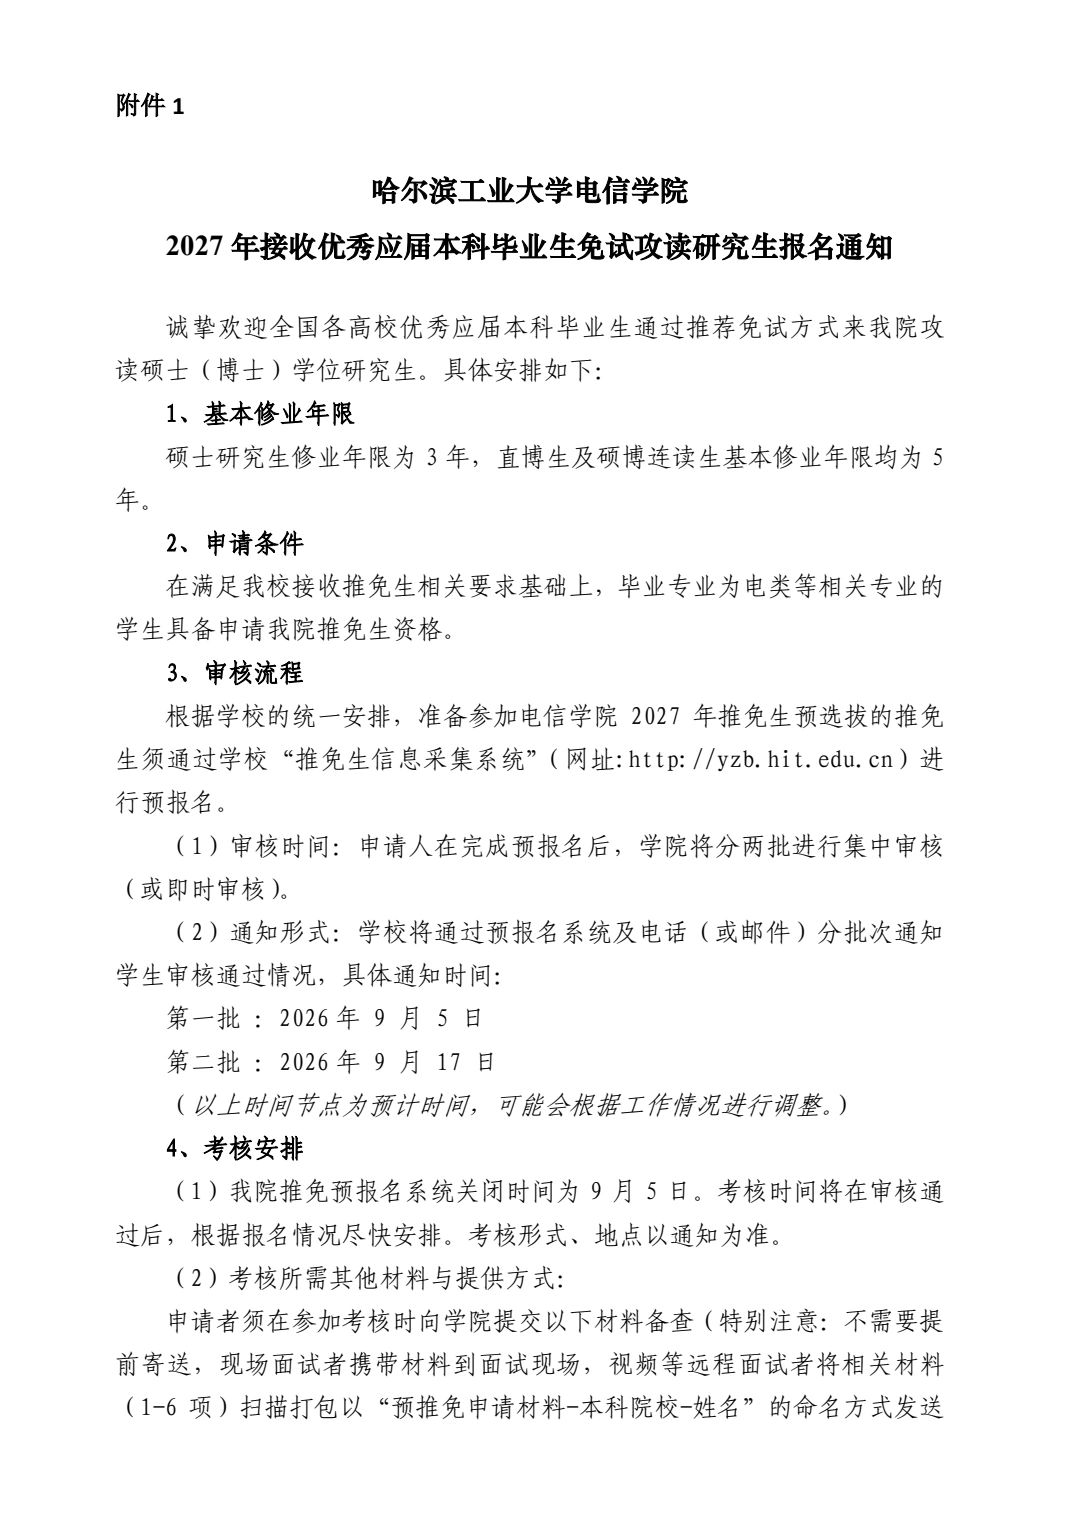 附件 1
哈尔滨工业大学电信学院
2027 年接收优秀应届本科毕业生免试攻读研究生报名通知
诚挚欢迎全国各高校优秀应届本科毕业生通过推荐免试方式来我院攻
读硕士（博士）学位研究生。具体安排如下：
1、基本修业年限
硕士研究生修业年限为 3 年，直博生及硕博连读生基本修业年限均为 5
年。
2、申请条件
在满足我校接收推免生相关要求基础上，毕业专业为电类等相关专业的
学生具备申请我院推免生资格。
3、审核流程
根据学校的统一安排，准备参加电信学院 2027 年推免生预选拔的推免
生须通过学校“推免生信息采集系统”（网址:http://yzb.hit.edu.cn）进
行预报名。
（1）审核时间：申请人在完成预报名后，学院将分两批进行集中审核
（或即时审核）。
（2）通知形式：学校将通过预报名系统及电话（或邮件）分批次通知
学生审核通过情况，具体通知时间：
第一批 ：2026 年 9 月 5 日
第二批 ：2026 年 9 月 17 日
（以上时间节点为预计时间，可能会根据工作情况进行调整。）
4、考核安排
（1）我院推免预报名系统关闭时间为 9 月 5 日。考核时间将在审核通
过后，根据报名情况尽快安排。考核形式、地点以通知为准。
（2）考核所需其他材料与提供方式：
申请者须在参加考核时向学院提交以下材料备查（特别注意：不需要提
前寄送，现场面试者携带材料到面试现场，视频等远程面试者将相关材料
（1-6 项）扫描打包以“预推免申请材料-本科院校-姓名”的命名方式发送